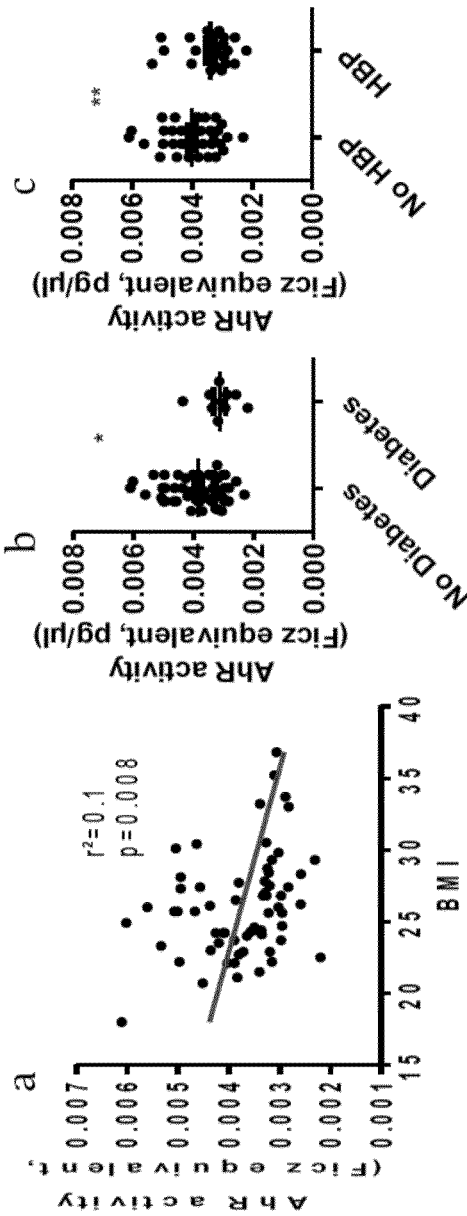 a
AhR activity
(Ficz equivalent,
0.007
0.006
0.005
0.004
0.003
0.002
0.001
15
20
25
30
35
40
BMI
r²=0.1
p=0.008
b
AhR activity
(Ficz equivalent, pg/µl)
0.008
0.006
0.004
0.002
0.000
*
No Diabetes
Diabetes
c
AhR activity
(Ficz equivalent, pg/µl)
0.008
0.006
0.004
0.002
0.000
**
No HBP
HBP